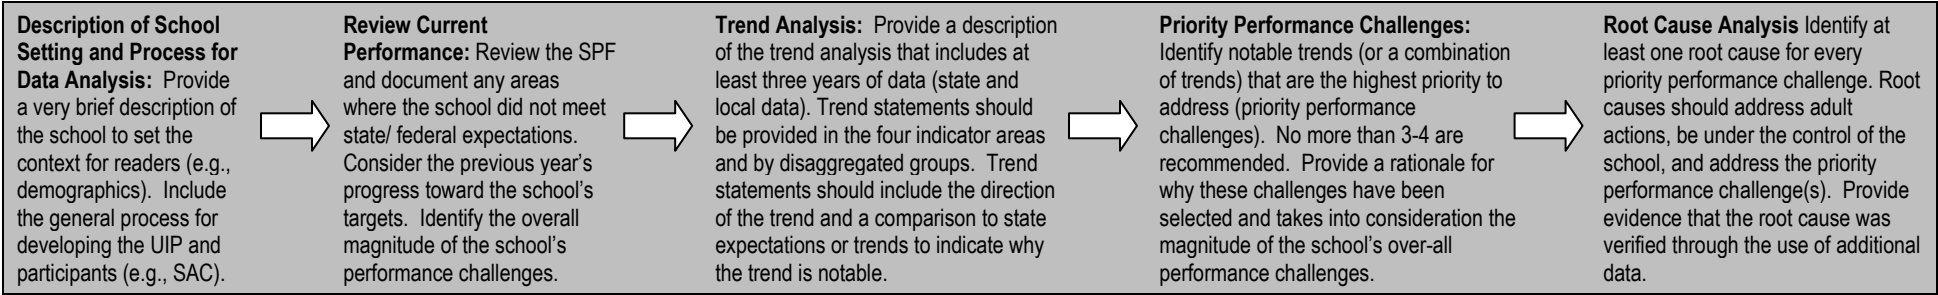 Description of School
Setting and Process for
Data Analysis: Provide
a very brief description of
the school to set the
context for readers (e.g.,
demographics). Include
the general process for
developing the UIP and
participants (e.g., SAC).
Review Current
Performance: Review the SPF
and document any areas
where the school did not meet
state/ federal expectations.
Consider the previous year’s
progress toward the school’s
targets. Identify the overall
magnitude of the school’s
performance challenges.
Trend Analysis: Provide a description
of the trend analysis that includes at
least three years of data (state and
local data). Trend statements should
be provided in the four indicator areas
and by disaggregated groups. Trend
statements should include the direction
of the trend and a comparison to state
expectations or trends to indicate why
the trend is notable.
Priority Performance Challenges:
Identify notable trends (or a combination
of trends) that are the highest priority to
address (priority performance
challenges). No more than 3-4 are
recommended. Provide a rationale for
why these challenges have been
selected and takes into consideration the
magnitude of the school’s over-all
performance challenges.
Root Cause Analysis Identify at
least one root cause for every
priority performance challenge. Root
causes should address adult
actions, be under the control of the
school, and address the priority
performance challenge(s). Provide
evidence that the root cause was
verified through the use of additional
data.